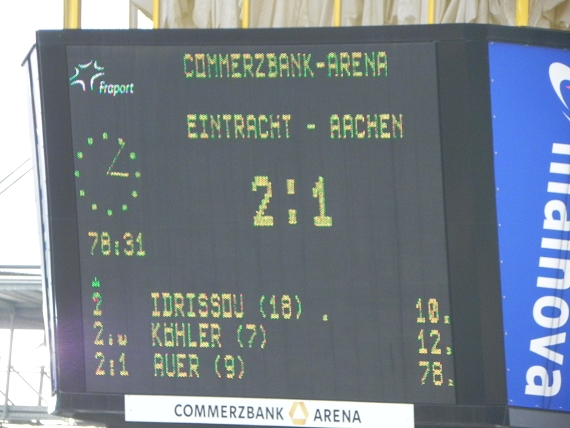 COMMERZBANK-ARENA
Fraport
EINTRACHT - AACHEN
2:1
78:31
IDRISSOU (18) 10.
KÖHLER (7) 12.
2:1 AUER (9) 78.
COMMERZBANK ARENA
mainova